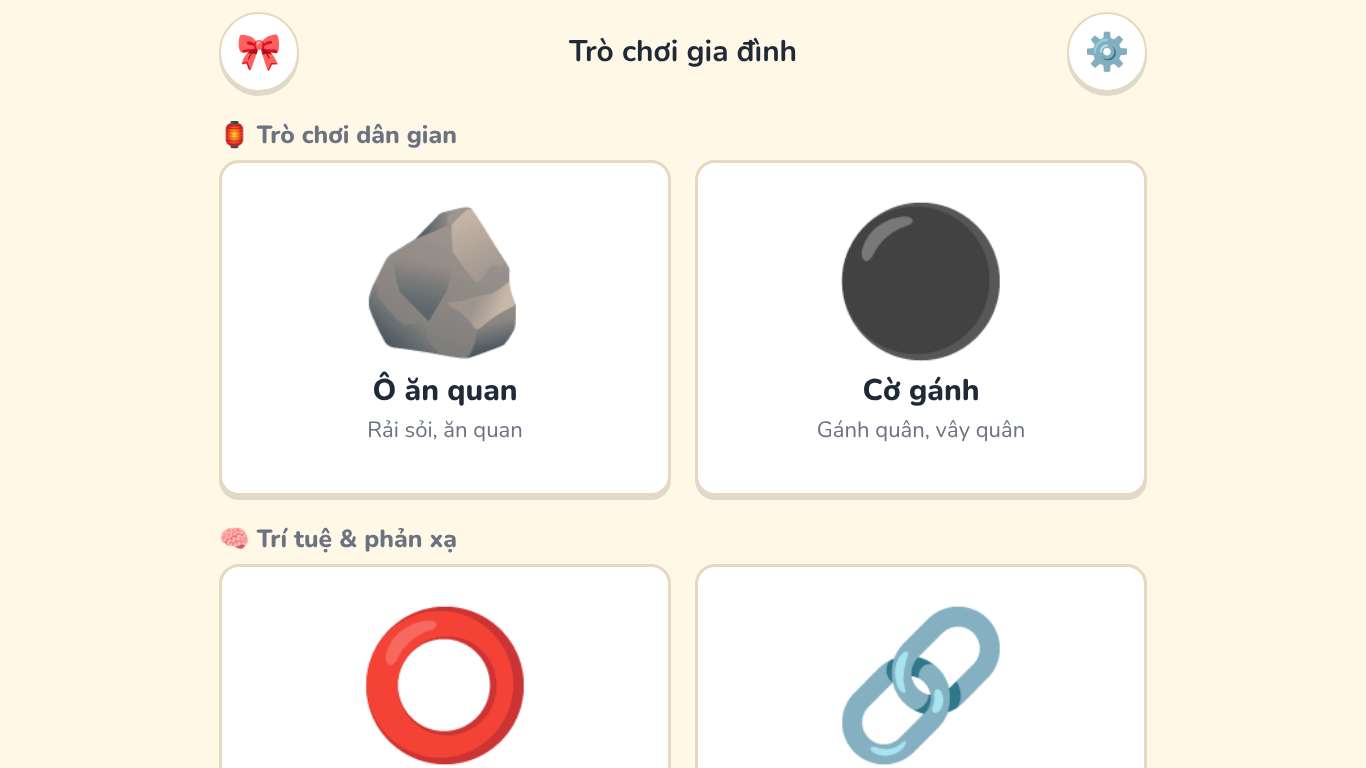 Trò chơi gia đình
Trò chơi dân gian
Ô ăn quan
Rải sỏi, ăn quan
Cờ gánh
Gánh quân, vây quân
Trí tuệ & phản xạ